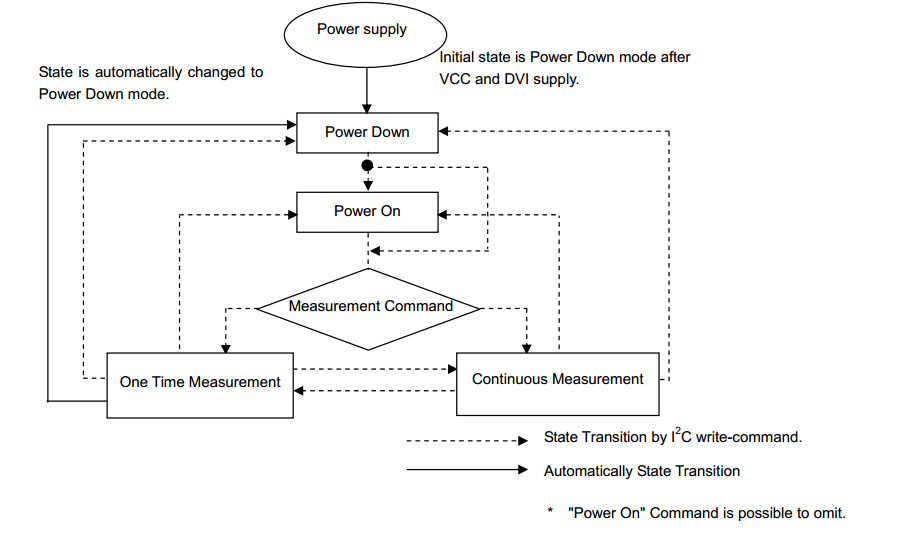 Power supply
Initial state is Power Down mode after
VCC and DVI supply.
State is automatically changed to
Power Down mode.
Power Down
Power On
Measurement Command
One Time Measurement
Continuous Measurement
State Transition by I²C write-command.
Automatically State Transition
* "Power On" Command is possible to omit.